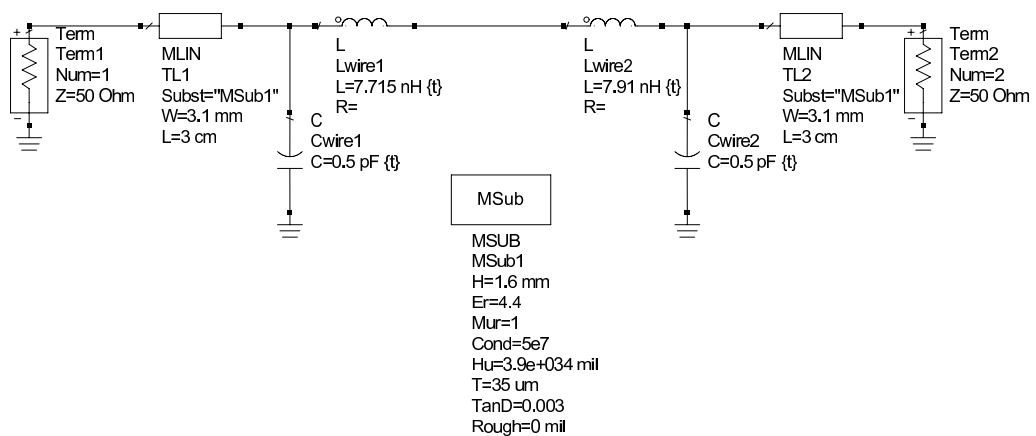 +
Term
Term1
Num=1
Z=50 Ohm
-
MLIN
TL1
Subst="MSub1"
W=3.1 mm
L=3 cm
L
Lwire1
L=7.715 nH {t}
R=
C
Cwire1
C=0.5 pF {t}
L
Lwire2
L=7.91 nH {t}
R=
C
Cwire2
C=0.5 pF {t}
MLIN
TL2
Subst="MSub1"
W=3.1 mm
L=3 cm
+
Term
Term2
Num=2
Z=50 Ohm
-
MSub
MSUB
MSub1
H=1.6 mm
Er=4.4
Mur=1
Cond=5e7
Hu=3.9e+034 mil
T=35 um
TanD=0.003
Rough=0 mil